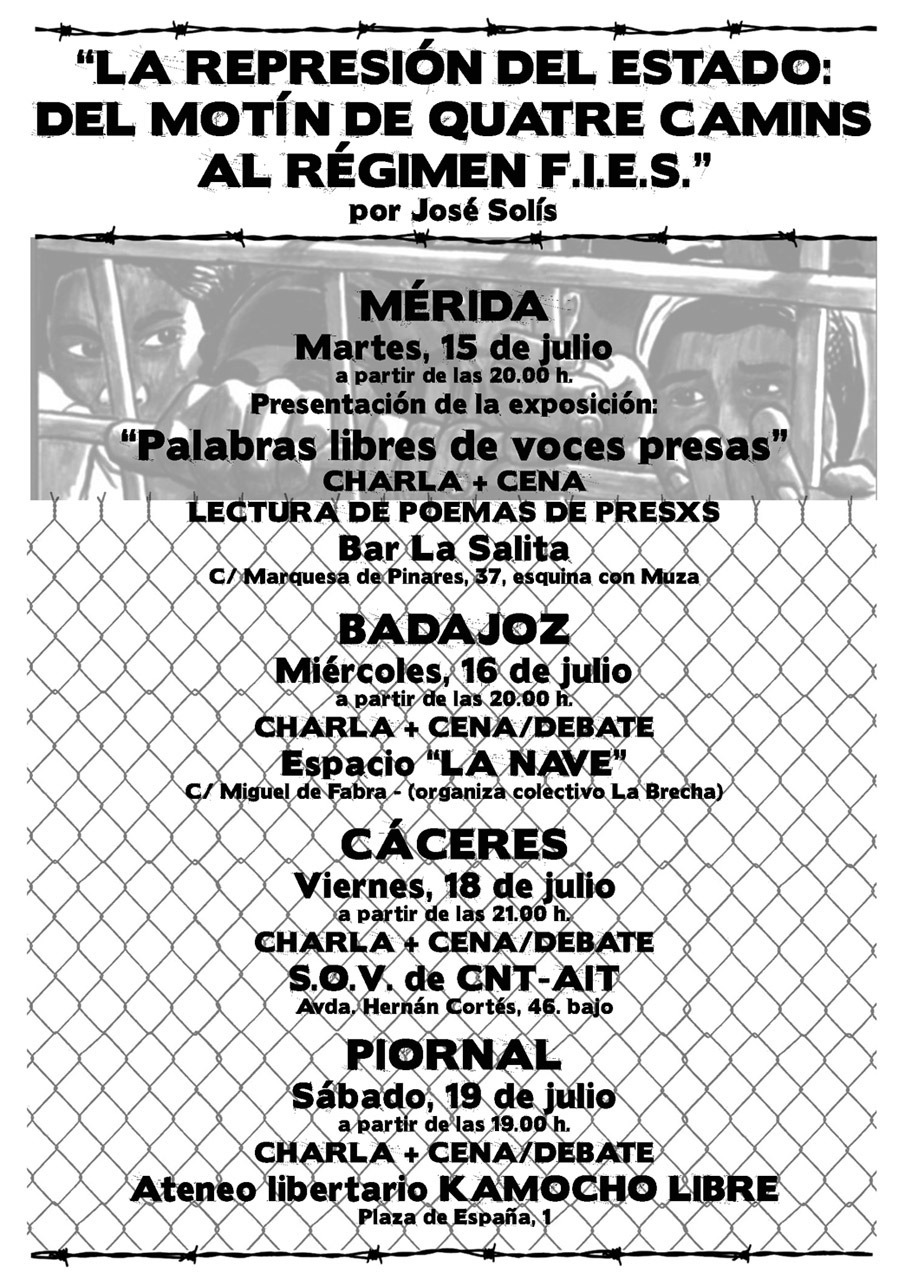 “LA REPRESIÓN DEL ESTADO:
DEL MOTÍN DE QUATRE CAMINS
AL RÉGIMEN F.I.E.S.”
por José Solís
MÉRIDA
Martes, 15 de julio
a partir de las 20.00 h.
Presentación de la exposición:
“Palabras libres de voces presas”
CHARLA + CENA
LECTURA DE POEMAS DE PRESXS
Bar La Salita
C/ Marquesa de Pinares, 37, esquina con Muza
BADAJOZ
Miércoles, 16 de julio
a partir de las 20.00 h.
CHARLA + CENA/DEBATE
Espacio “LA NAVE”
C/ Miguel de Fabra - (organiza colectivo La Brecha)
CÁCERES
Viernes, 18 de julio
a partir de las 21.00 h.
CHARLA + CENA/DEBATE
S.O.V. de CNT-AIT
Avda. Hernán Cortés, 46. bajo
PIORNAL
Sábado, 19 de julio
a partir de las 19.00 h.
CHARLA + CENA/DEBATE
Ateneo libertario KAMOCHO LIBRE
Plaza de España, 1